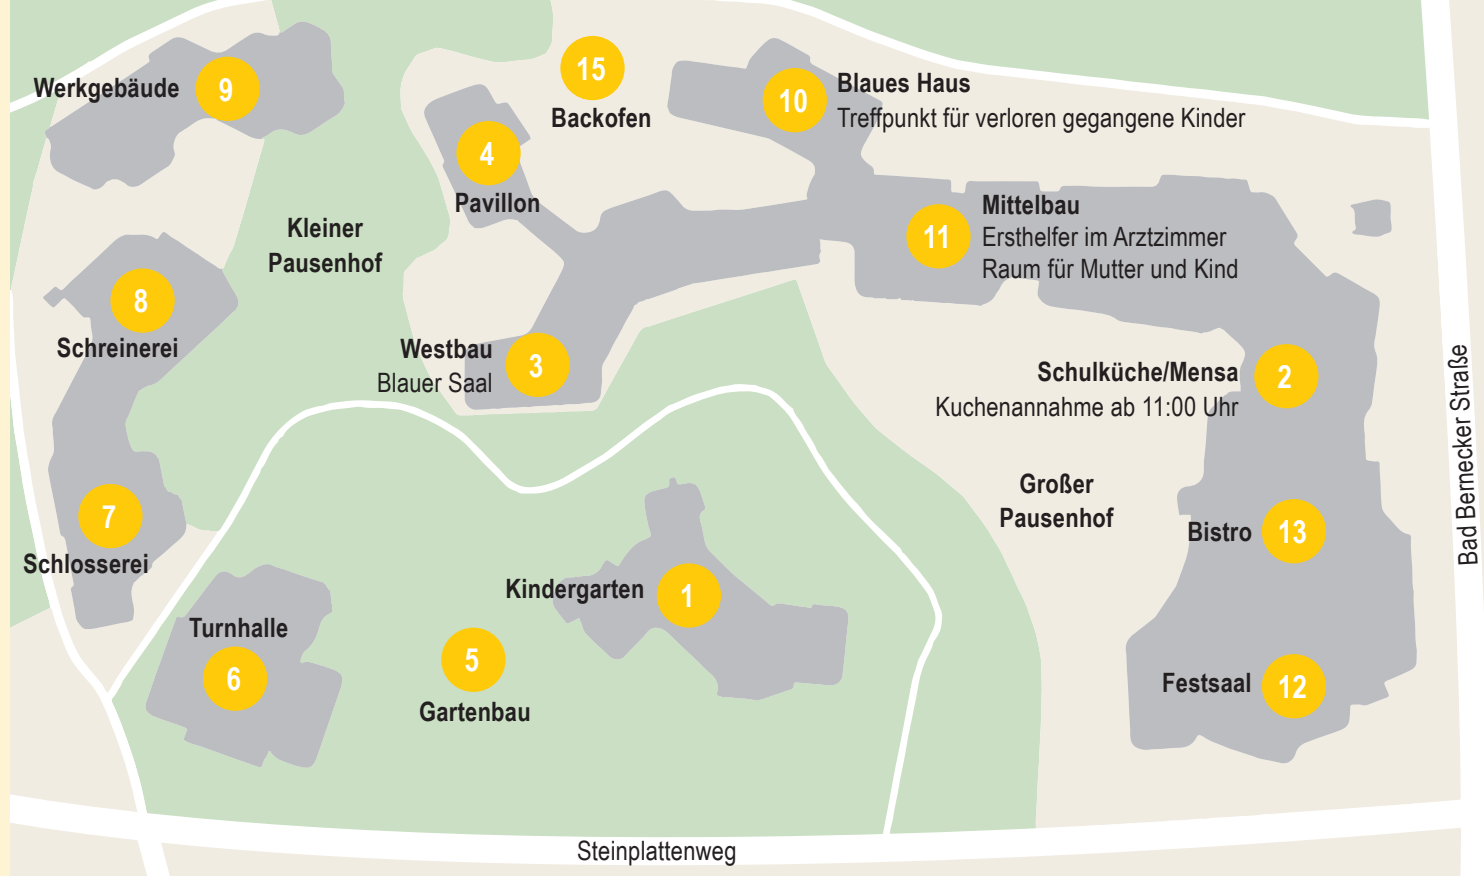 9
Werkgebäude
15
Backofen
10
Blaues Haus
Treffpunkt für verloren gegangene Kinder
4
Pavillon
Kleiner
Pausenhof
11
Mittelbau
Ersthelfer im Arztzimmer
Raum für Mutter und Kind
8
Schreinerei
Westbau
Blauer Saal
3
Schulküche/Mensa
Kuchenannahme ab 11:00 Uhr
2
Bad Bernecker Straße
7
Schlosserei
Großer
Pausenhof
Bistro
13
Kindergarten
1
Turnhalle
6
5
Gartenbau
Festsaal
12
Steinplattenweg